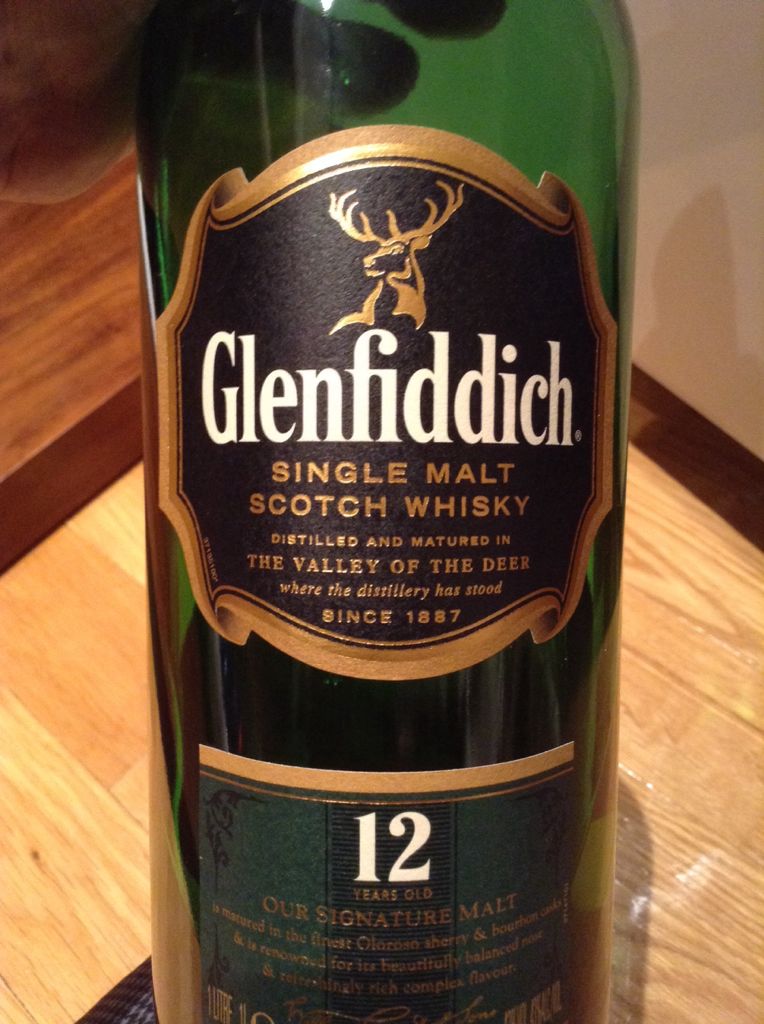 Glenfiddich®
SINGLE MALT
SCOTCH WHISKY
DISTILLED AND MATURED IN
THE VALLEY OF THE DEER
where the distillery has stood
SINCE 1887
12
YEARS OLD
OUR SIGNATURE MALT
is matured in the finest Oloroso sherry & bourbon casks
& is renowned for its beautifully balanced nose
& refreshingly rich complex flavour.
1 LITRE